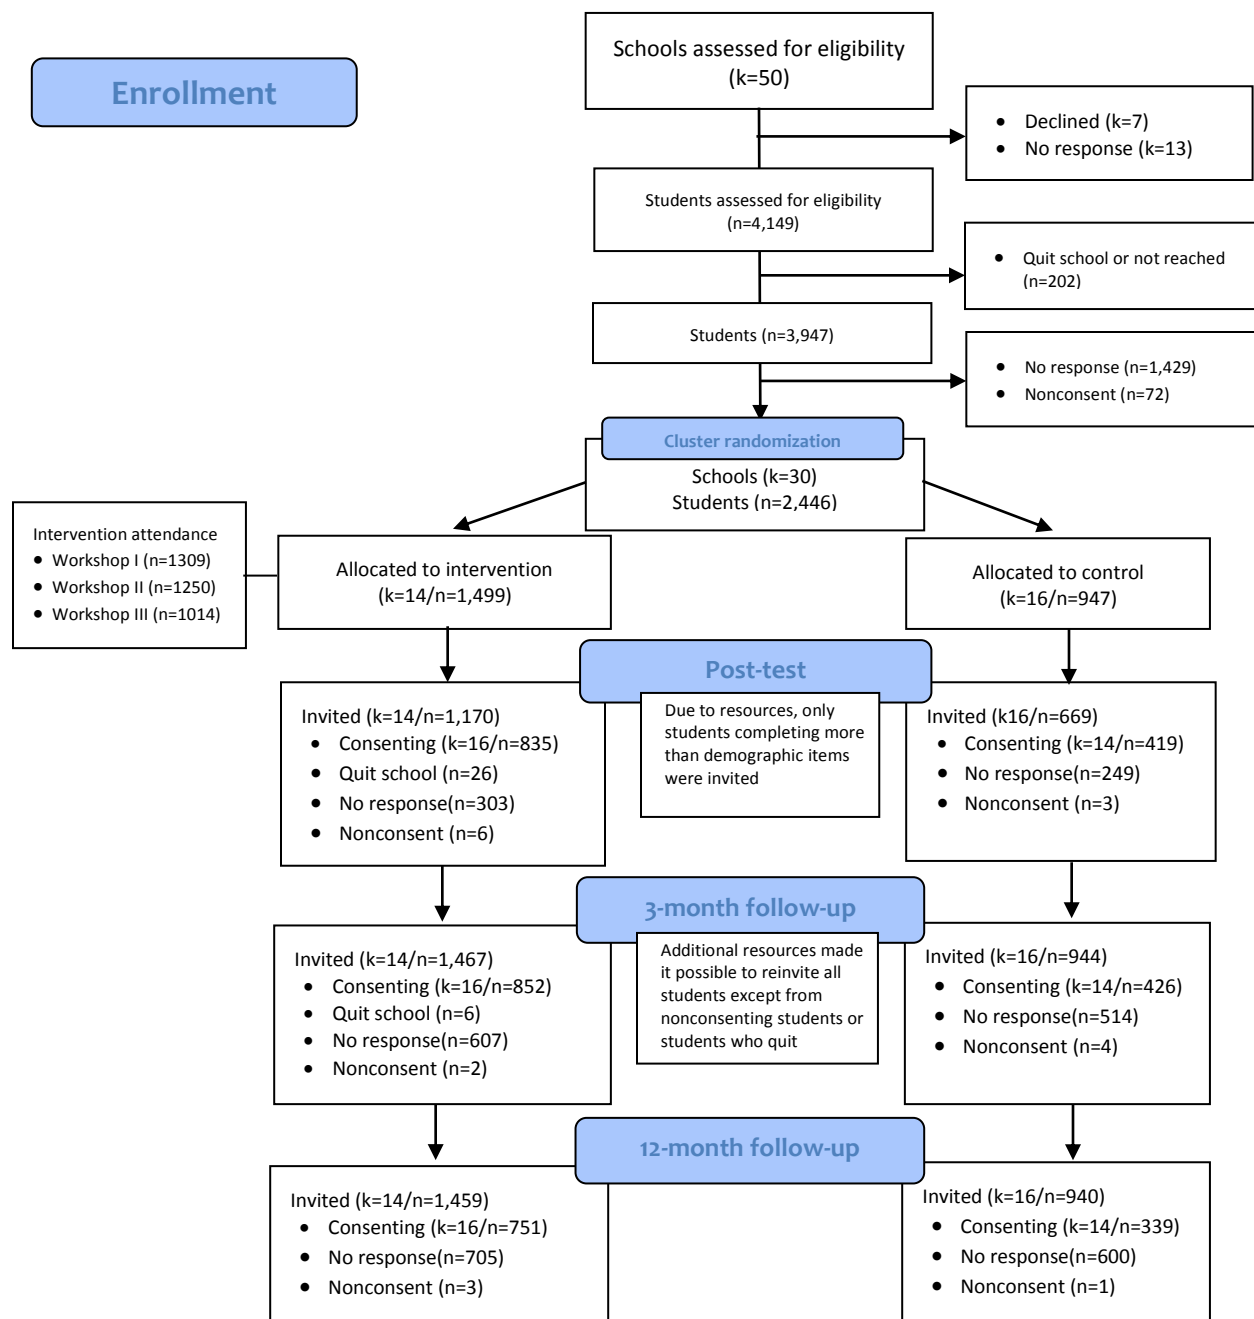 Schools assessed for eligibility
(k=50)
Enrollment
• Declined (k=7)
• No response (k=13)
Students assessed for eligibility
(n=4,149)
• Quit school or not reached
(n=202)
Students (n=3,947)
• No response (n=1,429)
• Nonconsent (n=72)
Cluster randomization
Schools (k=30)
Students (n=2,446)
Intervention attendance
• Workshop I (n=1309)
• Workshop II (n=1250)
• Workshop III (n=1014)
Allocated to intervention
(k=14/n=1,499)
Allocated to control
(k=16/n=947)
Post-test
Invited (k=14/n=1,170)
• Consenting (k=16/n=835)
• Quit school (n=26)
• No response(n=303)
• Nonconsent (n=6)
Due to resources, only
students completing more
than demographic items
were invited
Invited (k16/n=669)
• Consenting (k=14/n=419)
• No response(n=249)
• Nonconsent (n=3)
3-month follow-up
Invited (k=14/n=1,467)
• Consenting (k=16/n=852)
• Quit school (n=6)
• No response(n=607)
• Nonconsent (n=2)
Additional resources made
it possible to reinvite all
students except from
nonconsenting students or
students who quit
Invited (k=16/n=944)
• Consenting (k=14/n=426)
• No response(n=514)
• Nonconsent (n=4)
12-month follow-up
Invited (k=14/n=1,459)
• Consenting (k=16/n=751)
• No response(n=705)
• Nonconsent (n=3)
Invited (k=16/n=940)
• Consenting (k=14/n=339)
• No response(n=600)
• Nonconsent (n=1)